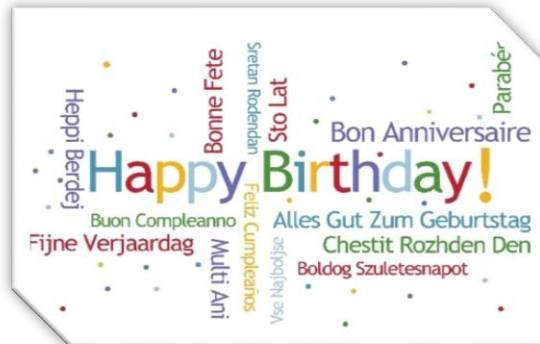 Heppi Berdej
Bonne Fete
Sretan Rodendan
Sto Lat
Parabér
Bon Anniversaire
Happy Birthday!
Buon Compleanno
Feliz Cumpleaños
Alles Gut Zum Geburtstag
Fijne Verjaardag
Multi Ani
Vse Najboljse
Chestit Rozhden Den
Boldog Szuletesnapot